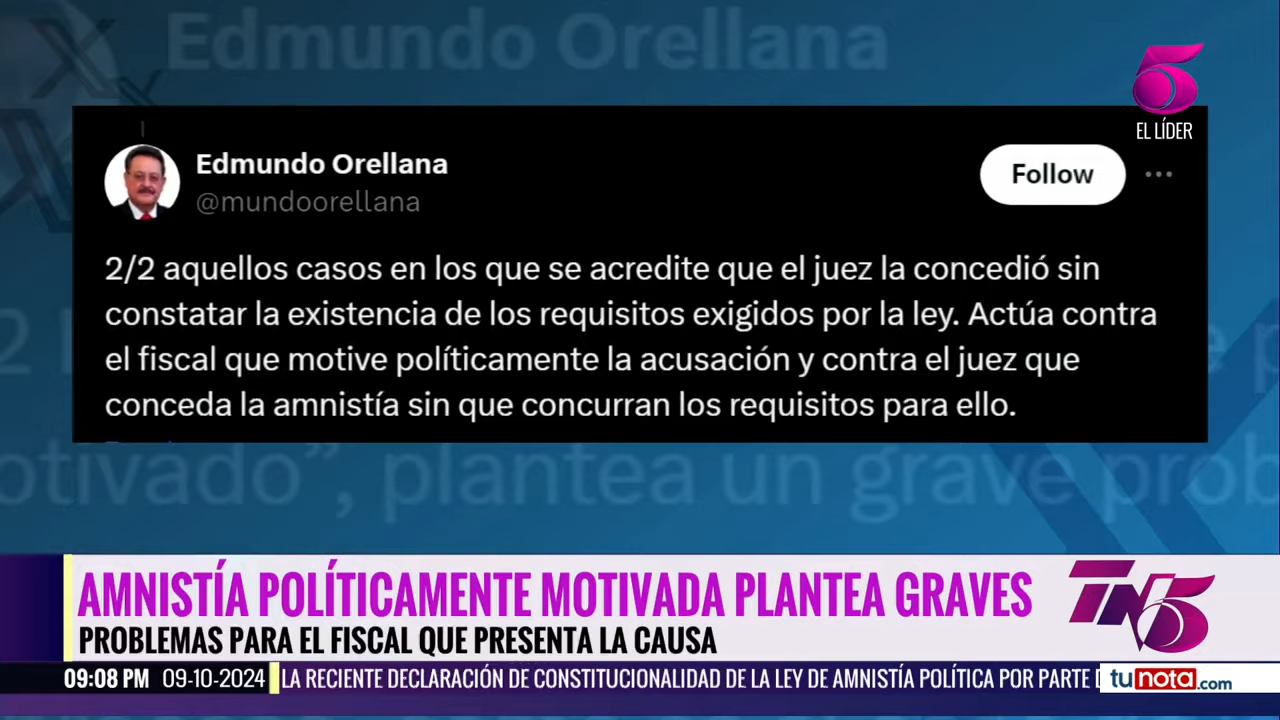 Edmundo Orellana
5
EL LÍDER
Edmundo Orellana
@mundoorellana
Follow
2/2 aquellos casos en los que se acredite que el juez la concedió sin
constatar la existencia de los requisitos exigidos por la ley. Actúa contra
el fiscal que motive políticamente la acusación y contra el juez que
conceda la amnistía sin que concurran los requisitos para ello.
otivado”, plantea un grave prob
AMNISTÍA POLÍTICAMENTE MOTIVADA PLANTEA GRAVES
PROBLEMAS PARA EL FISCAL QUE PRESENTA LA CAUSA
TN5
09:08 PM 09-10-2024 LA RECIENTE DECLARACIÓN DE CONSTITUCIONALIDAD DE LA LEY DE AMNISTÍA POLÍTICA POR PARTE
tunota.com